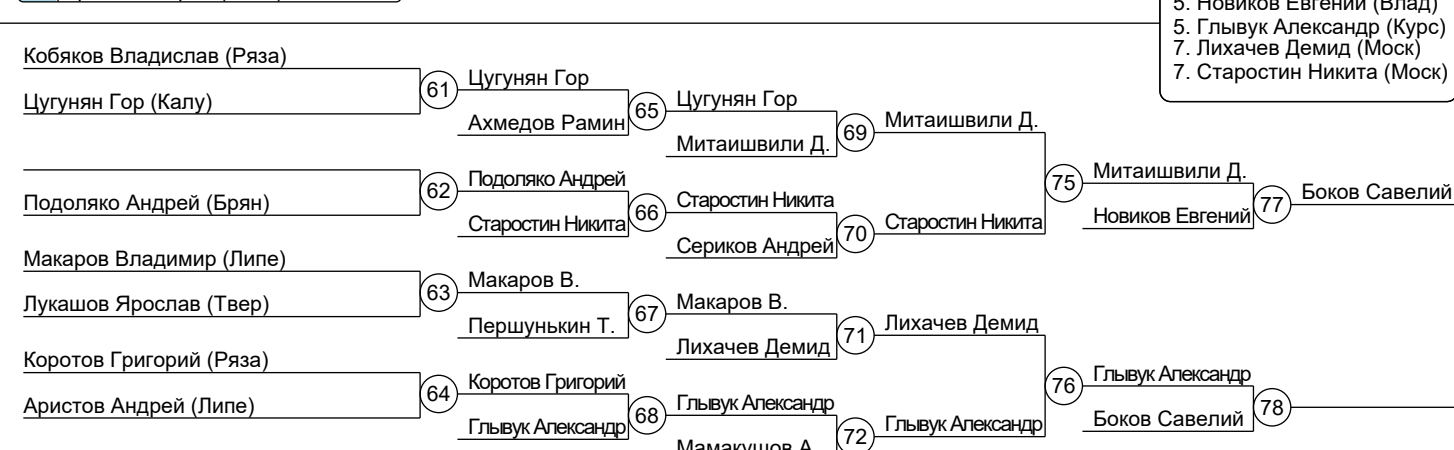 5. Новиков Евгений (Влад)
5. Глывук Александр (Курс)
7. Лихачев Демид (Моск)
7. Старостин Никита (Моск)
Кобяков Владислав (Ряза)
Цугунян Гор (Калу)
61
Цугунян Гор
Ахмедов Рамин
65
Цугунян Гор
Митаишвили Д.
69
Митаишвили Д.
Подоляко Андрей (Брян)
62
Подоляко Андрей
Старостин Никита
66
Старостин Никита
Сериков Андрей
70
Старостин Никита
75
Митаишвили Д.
Новиков Евгений
77
Боков Савелий
Макаров Владимир (Липе)
Лукашов Ярослав (Твер)
63
Макаров В.
Першунькин Т.
67
Макаров В.
Лихачев Демид
71
Лихачев Демид
Коротов Григорий (Ряза)
Аристов Андрей (Липе)
64
Коротов Григорий
Глывук Александр
68
Глывук Александр
Мамакушов А.
72
Глывук Александр
76
Глывук Александр
Боков Савелий
78